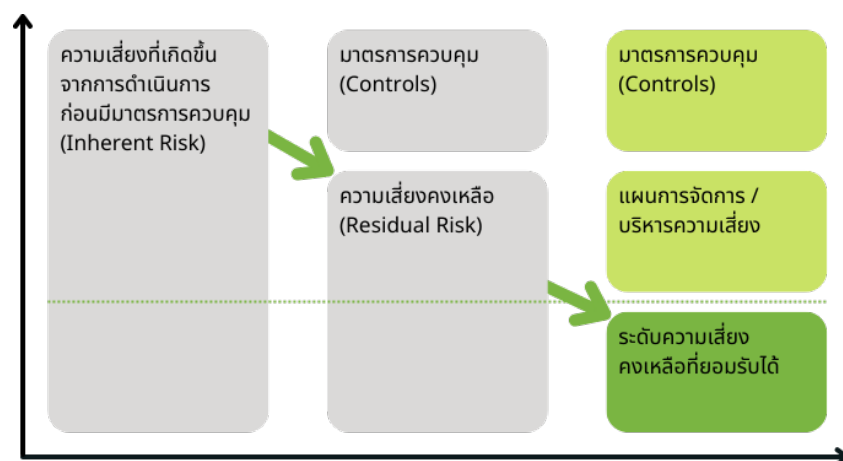 ความเสี่ยงที่เกิดขึ้น
จากการดำเนินการ
ก่อนมีมาตรการควบคุม
(Inherent Risk)
มาตรการควบคุม
(Controls)
ความเสี่ยงคงเหลือ
(Residual Risk)
มาตรการควบคุม
(Controls)
แผนการจัดการ /
บริหารความเสี่ยง
ระดับความเสี่ยง
คงเหลือที่ยอมรับได้